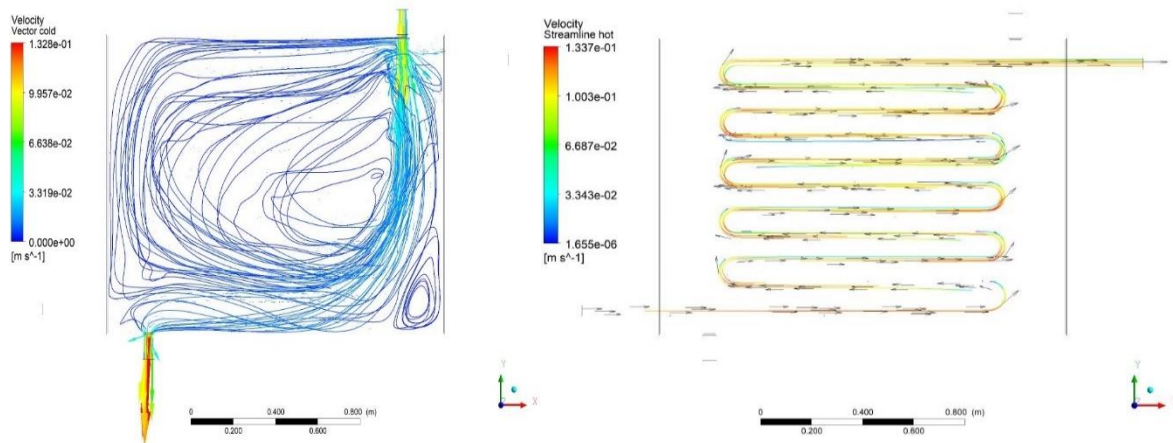 Velocity
Vector cold
1.328e-01
9.957e-02
6.638e-02
3.319e-02
0.000e+00
[m s^-1]
0 0.400 0.800 (m)
0.200 0.600
Y
X
Velocity
Streamline hot
1.337e-01
1.003e-01
6.687e-02
3.343e-02
1.655e-06
[m s^-1]
0 0.400 0.800 (m)
0.200 0.600
Y